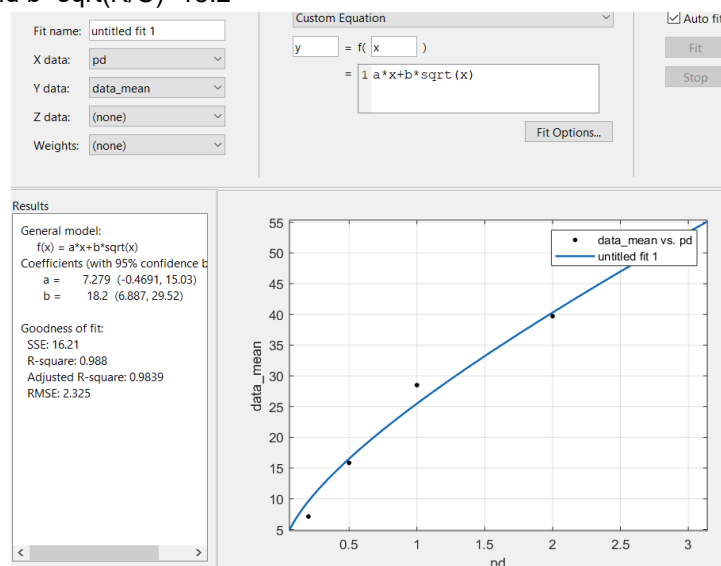 b=sqrt(R/S)=18.2
Fit name: untitled fit 1
X data: pd
Y data: data_mean
Z data: (none)
Weights: (none)
Custom Equation
y = f( x )
= 1 a*x+b*sqrt(x)
Fit Options...
Auto fit
Fit
Stop
Results
General model:
f(x) = a*x+b*sqrt(x)
Coefficients (with 95% confidence b
a = 7.279 (-0.4691, 15.03)
b = 18.2 (6.887, 29.52)
Goodness of fit:
SSE: 16.21
R-square: 0.988
Adjusted R-square: 0.9839
RMSE: 2.325
data_mean vs. pd
untitled fit 1
55
50
45
40
35
30
25
20
15
10
5
data_mean
0.5 1 1.5 2 2.5 3
pd